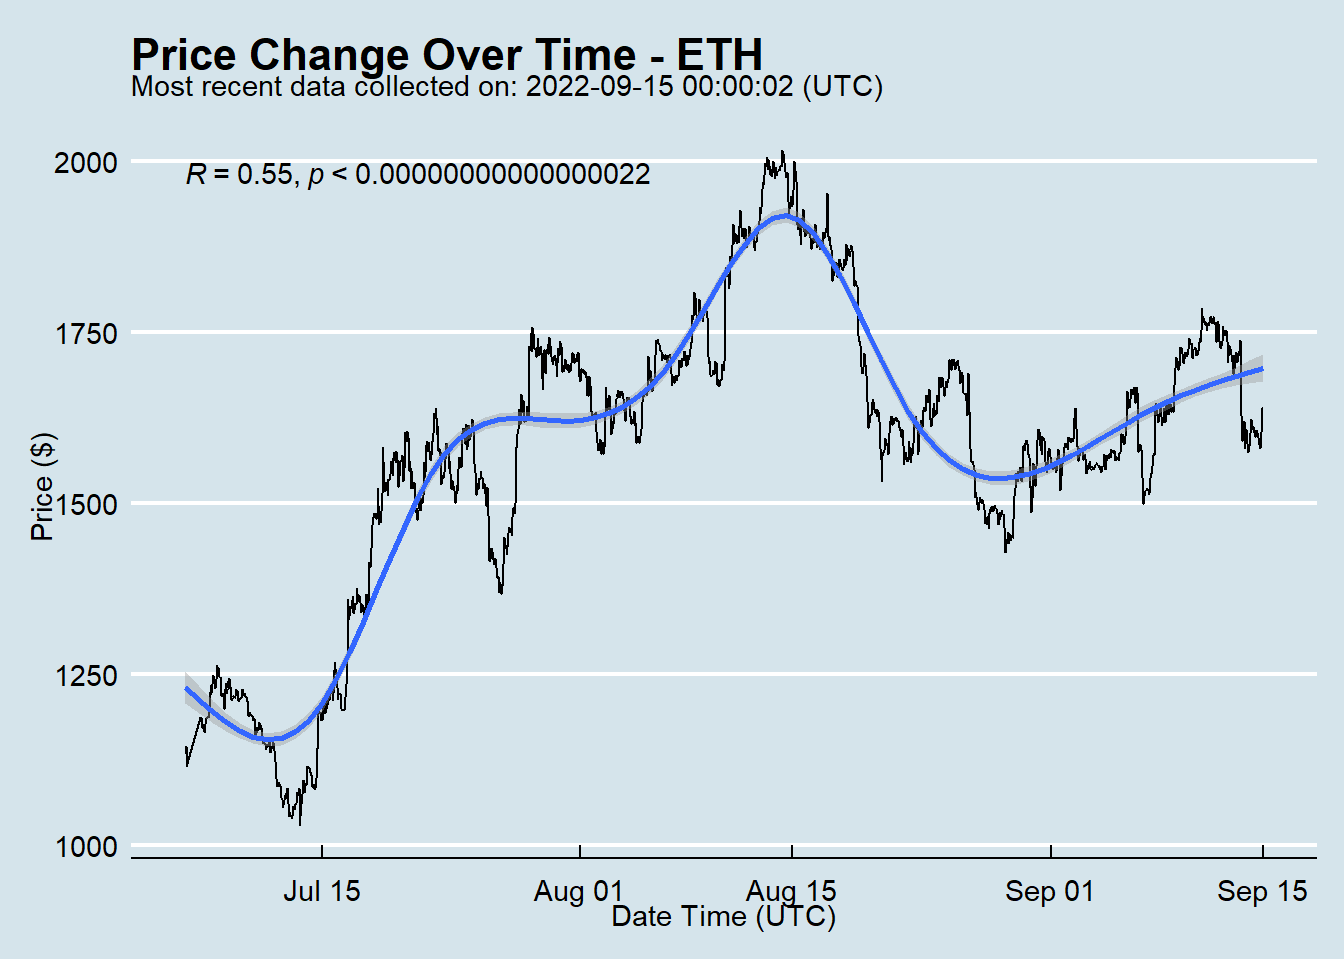 Price Change Over Time - ETH
Most recent data collected on: 2022-09-15 00:00:02 (UTC)
R = 0.55, p < 0.00000000000000022
2000
1750
1500
1250
1000
Price ($)
Jul 15
Aug 01
Aug 15
Sep 01
Sep 15
Date Time (UTC)